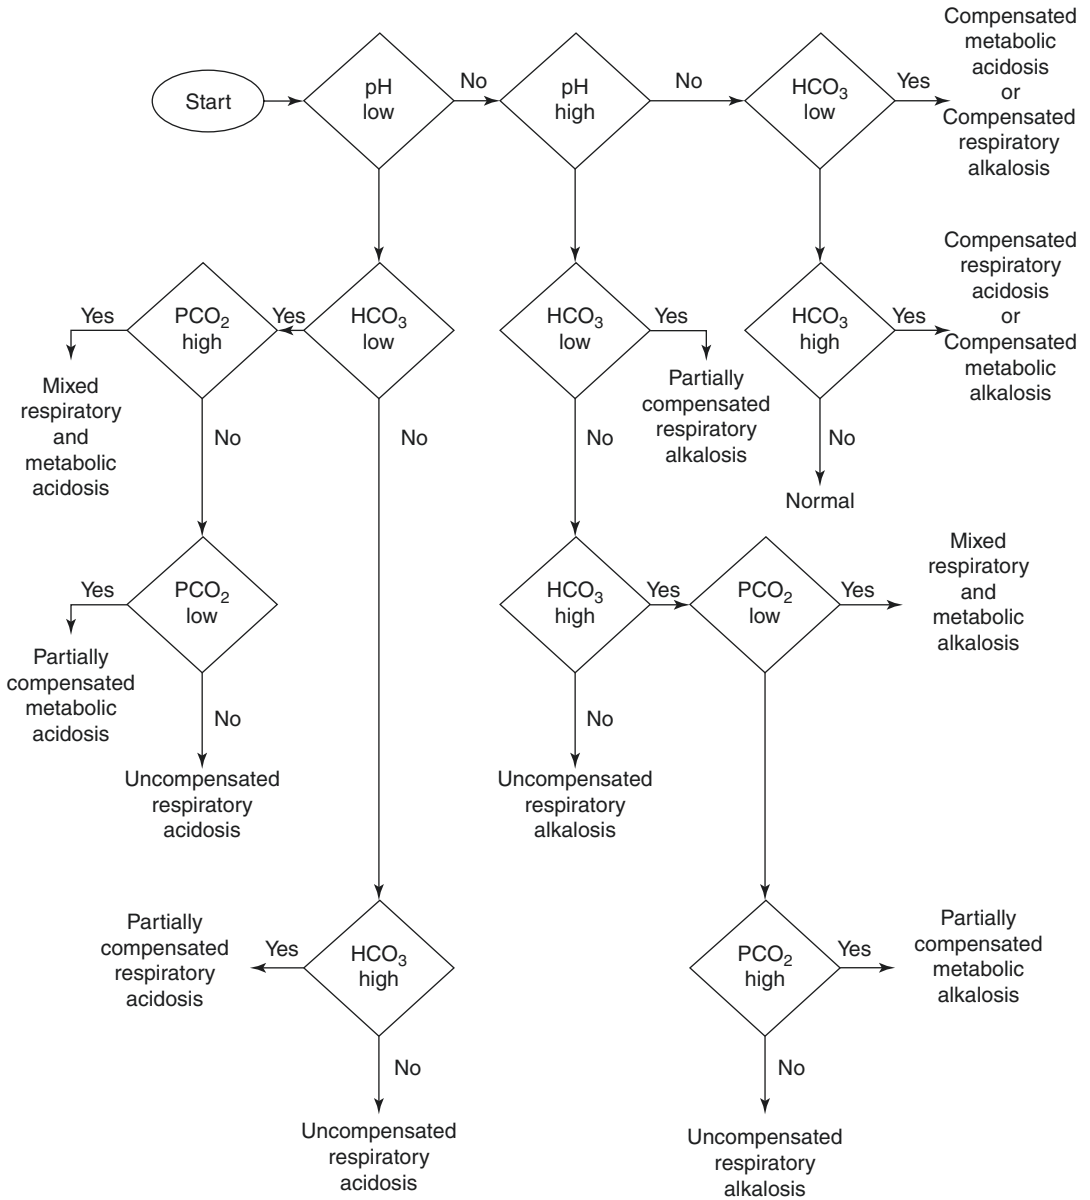 Start
pH
low
No
pH
high
No
HCO3
low
Yes
Compensated
metabolic
acidosis
or
Compensated
respiratory
alkalosis
Yes
PCO2
high
Yes
HCO3
low
HCO3
low
Yes
HCO3
high
Yes
Compensated
respiratory
acidosis
or
Compensated
metabolic
alkalosis
Mixed
respiratory
and
metabolic
acidosis
No
No
No
Partially
compensated
respiratory
alkalosis
No
Normal
Yes
PCO2
low
HCO3
high
Yes
PCO2
low
Yes
Mixed
respiratory
and
metabolic
alkalosis
Partially
compensated
metabolic
acidosis
No
No
Uncompensated
respiratory
acidosis
Uncompensated
respiratory
alkalosis
Partially
compensated
respiratory
acidosis
Yes
HCO3
high
PCO2
high
Yes
Partially
compensated
metabolic
alkalosis
No
No
Uncompensated
respiratory
acidosis
Uncompensated
respiratory
alkalosis